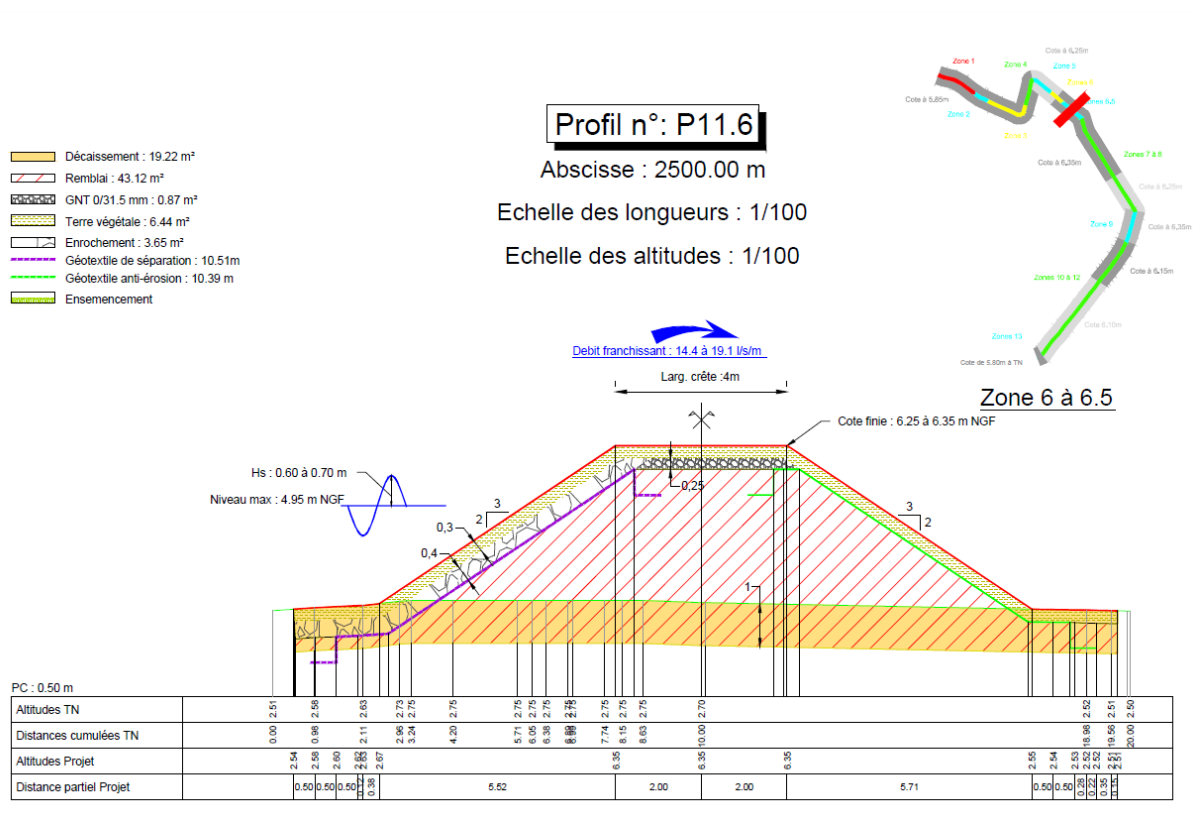 Zone 1
Zone 4
Cote à 6,25m
Zone 5
Cote à 5.85m
Zone 2
Cote à 6,35m
Zones 7 à 8
Cote à 6,35m
Cote à 6,15m
Zones 10 à 12
Cote 6,10m
Zones 13
Cote de 5.80m à TN
Zone 6 à 6.5
Profil n°: P11.6
Abscisse : 2500.00 m
Echelle des longueurs : 1/100
Echelle des altitudes : 1/100
Décaissement : 19.22 m²
Remblai : 43.12 m²
GNT 0/31.5 mm : 0.87 m²
Terre végétale : 6.44 m²
Enrochement : 3.65 m²
Géotextile de séparation : 10.51m
Géotextile anti-érosion : 10.39 m
Ensemencement
Debit franchissant : 14.4 à 19.1 l/s/m
Larg. crête :4m
Cote finie : 6.25 à 6.35 m NGF
Hs : 0.60 à 0.70 m
Niveau max : 4.95 m NGF
0,25
3
2
3
2
0,3
0,4
1
PC : 0.50 m
Altitudes TN 2.51 2.58 2.63 2.73 2.75 2.75 2.75 2.75 2.75 2.75 2.75 2.75 2.75 2.70 2.52 2.51 2.50
Distances cumulées TN 0.00 0.98 2.11 2.96 3.24 4.20 5.71 6.05 6.38 7.74 8.15 8.63 10.00 18.98 19.56 20.00
Altitudes Projet 2.54 2.58 2.60 2.67 6.35 6.35 6.35 2.55 2.54 2.53 2.52 2.52 2.51
Distance partiel Projet 0.50 0.50 0.50 0.38 5.52 2.00 2.00 5.71 0.50 0.50 0.28 0.22 0.35 0.15